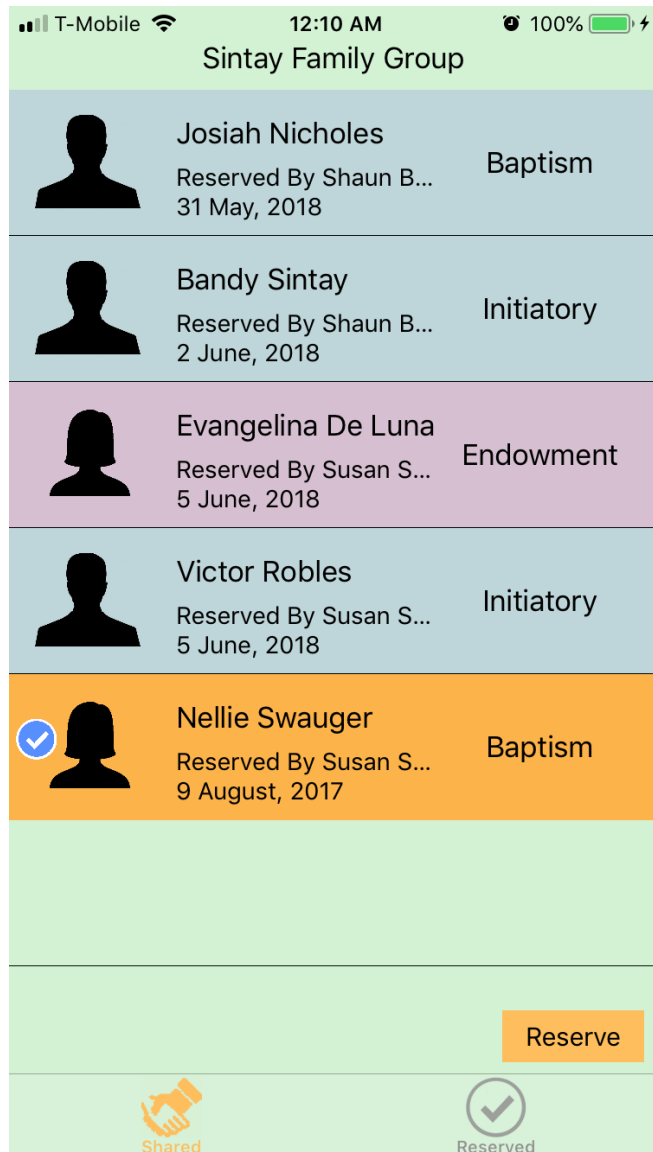 T-Mobile 12:10 AM 100%
Sintay Family Group
Josiah Nicholes
Baptism
Reserved By Shaun B...
31 May, 2018
Bandy Sintay
Initiatory
Reserved By Shaun B...
2 June, 2018
Evangelina De Luna
Endowment
Reserved By Susan S...
5 June, 2018
Victor Robles
Initiatory
Reserved By Susan S...
5 June, 2018
Nellie Swauger
Baptism
Reserved By Susan S...
9 August, 2017
Reserve
Shared Reserved